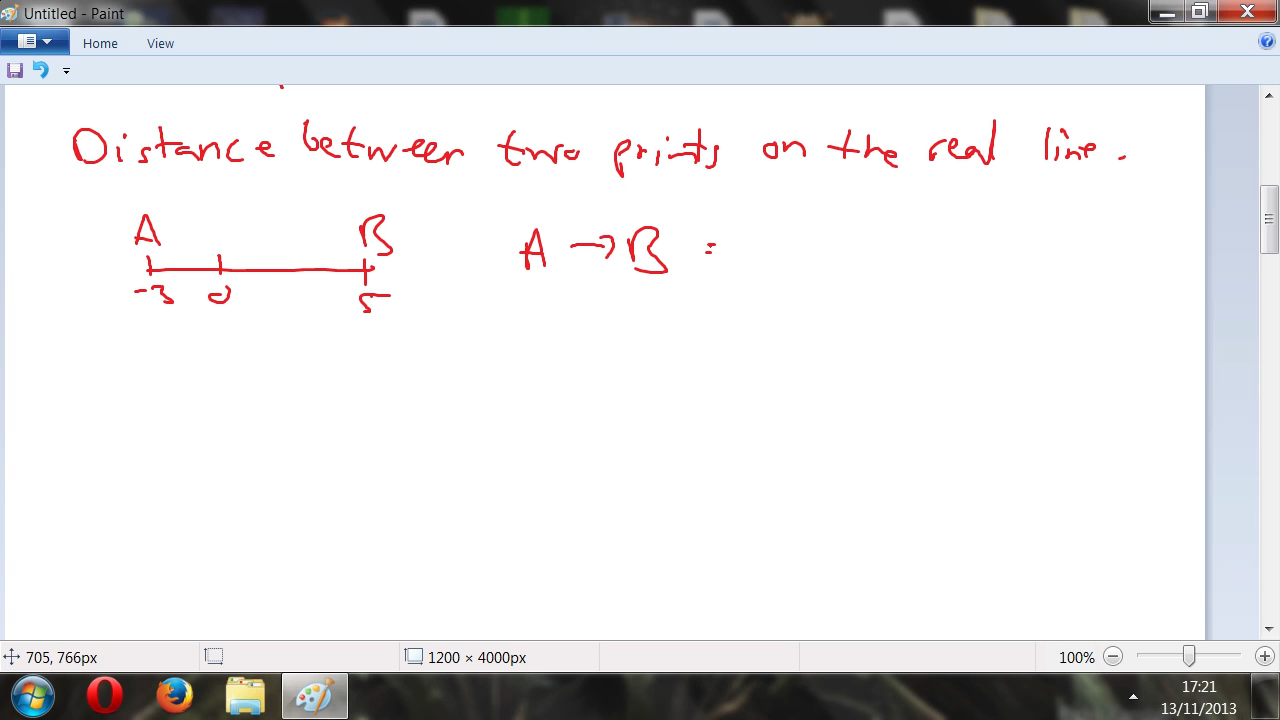 Untitled - Paint
Home View
Distance between two points on the real line.
A B A → B =
-3 0 5
705, 766px 1200 × 4000px 100%
17:21
13/11/2013